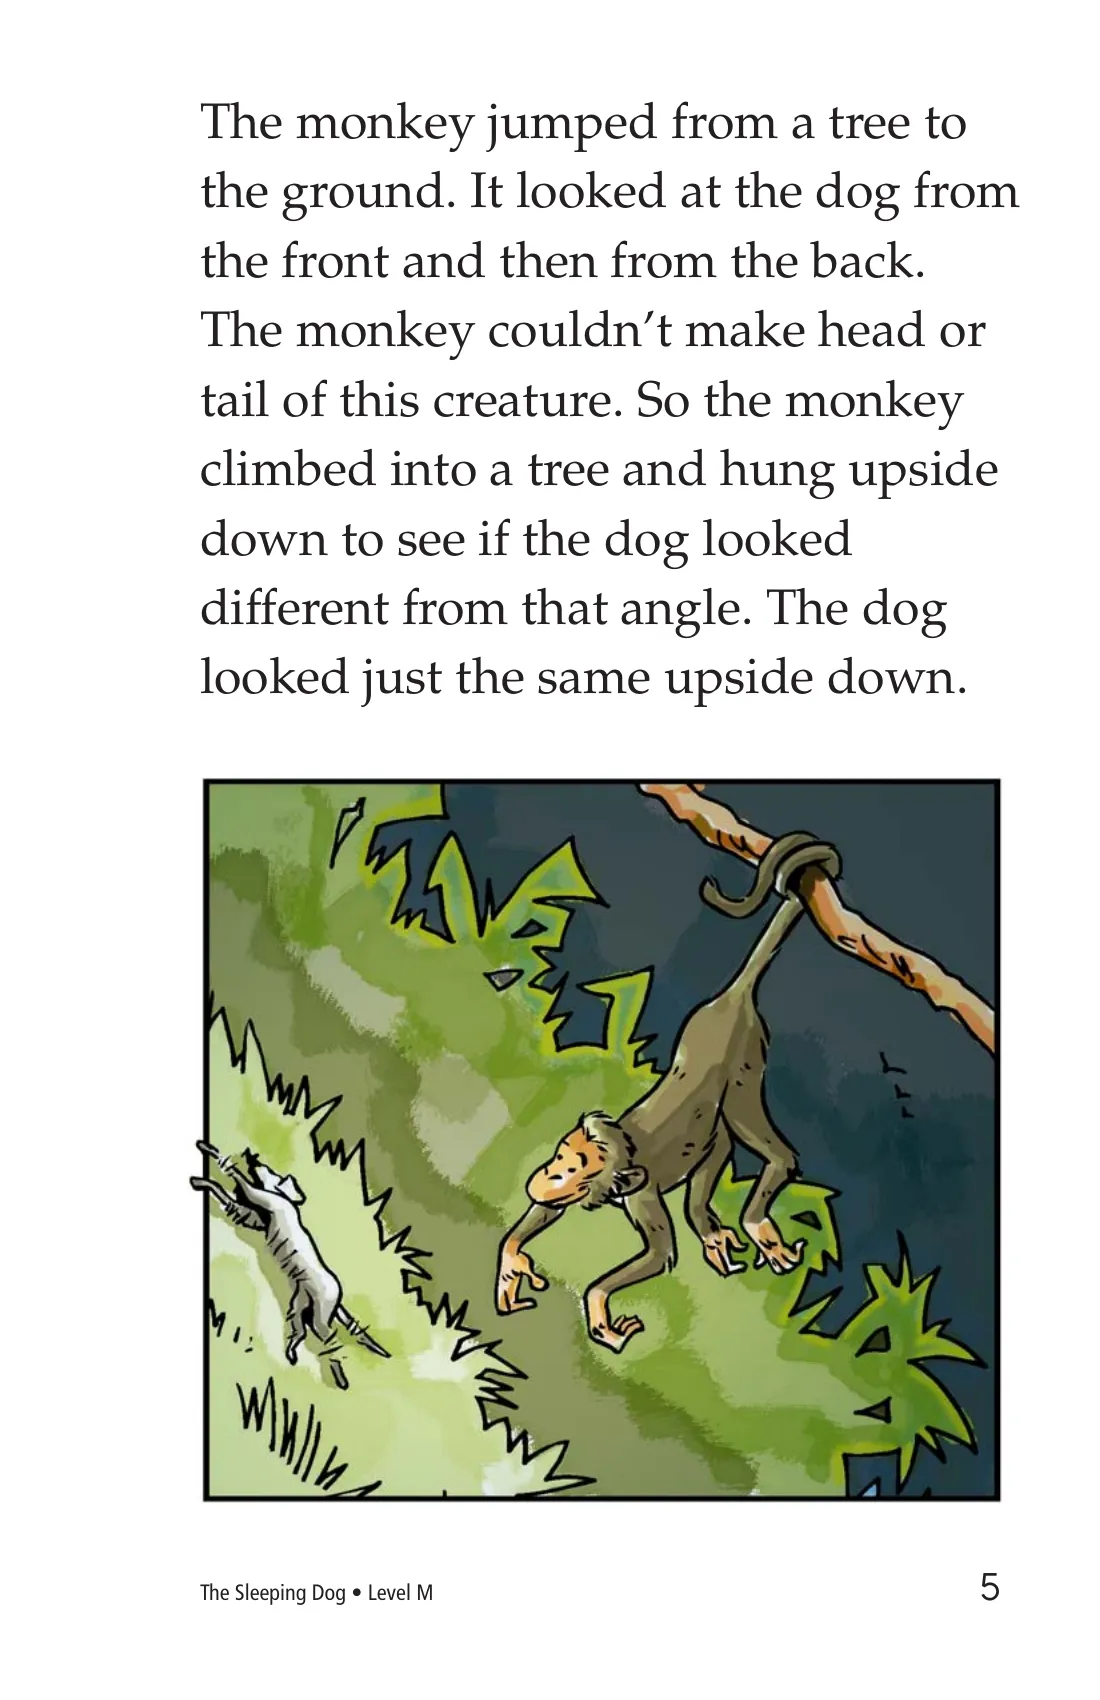 The monkey jumped from a tree to
the ground. It looked at the dog from
the front and then from the back.
The monkey couldn’t make head or
tail of this creature. So the monkey
climbed into a tree and hung upside
down to see if the dog looked
different from that angle. The dog
looked just the same upside down.
The Sleeping Dog • Level M
5